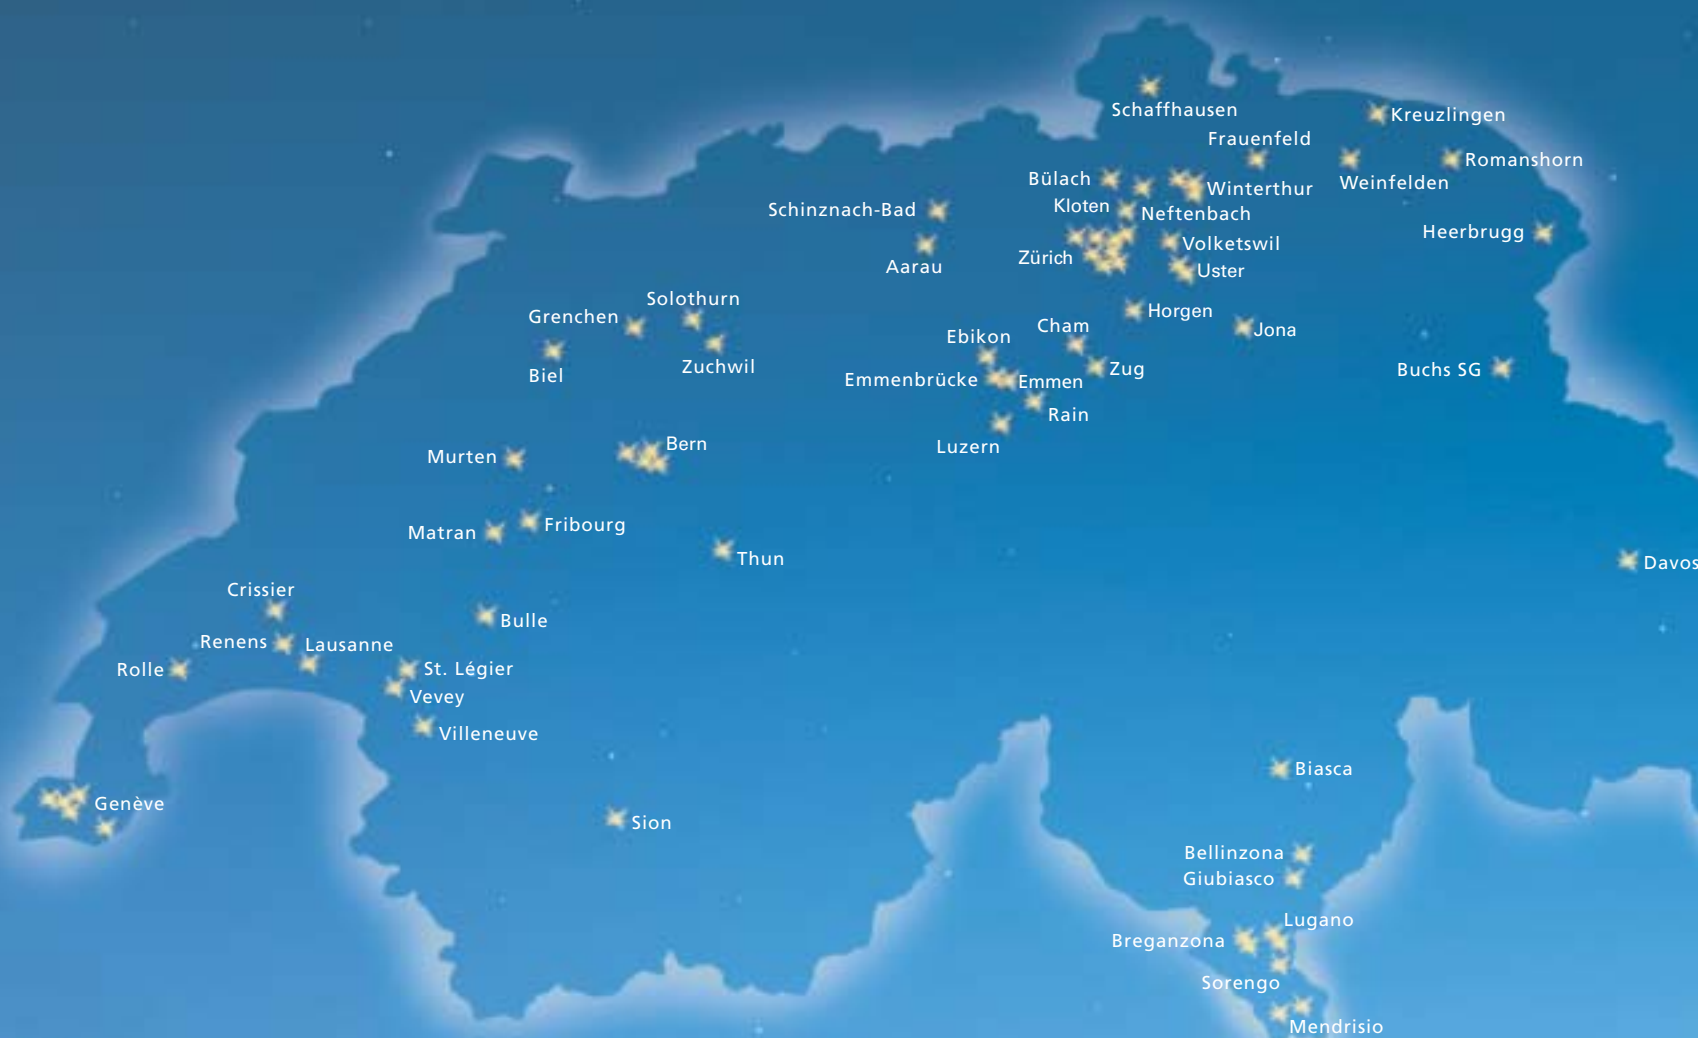 Schaffhausen
Kreuzlingen
Frauenfeld
Romanshorn
Bülach
Weinfelden
Winterthur
Kloten
Schinznach-Bad
Neftenbach
Heerbrugg
Volketswil
Zürich
Aarau
Uster
Solothurn
Grenchen
Horgen
Cham
Jona
Ebikon
Zuchwil
Zug
Buchs SG
Biel
Emmenbrücke
Emmen
Rain
Bern
Luzern
Murten
Fribourg
Matran
Thun
Davos
Crissier
Bulle
Renens
Lausanne
Rolle
St. Légier
Vevey
Villeneuve
Biasca
Genève
Sion
Bellinzona
Giubiasco
Lugano
Breganzona
Sorengo
Mendrisio